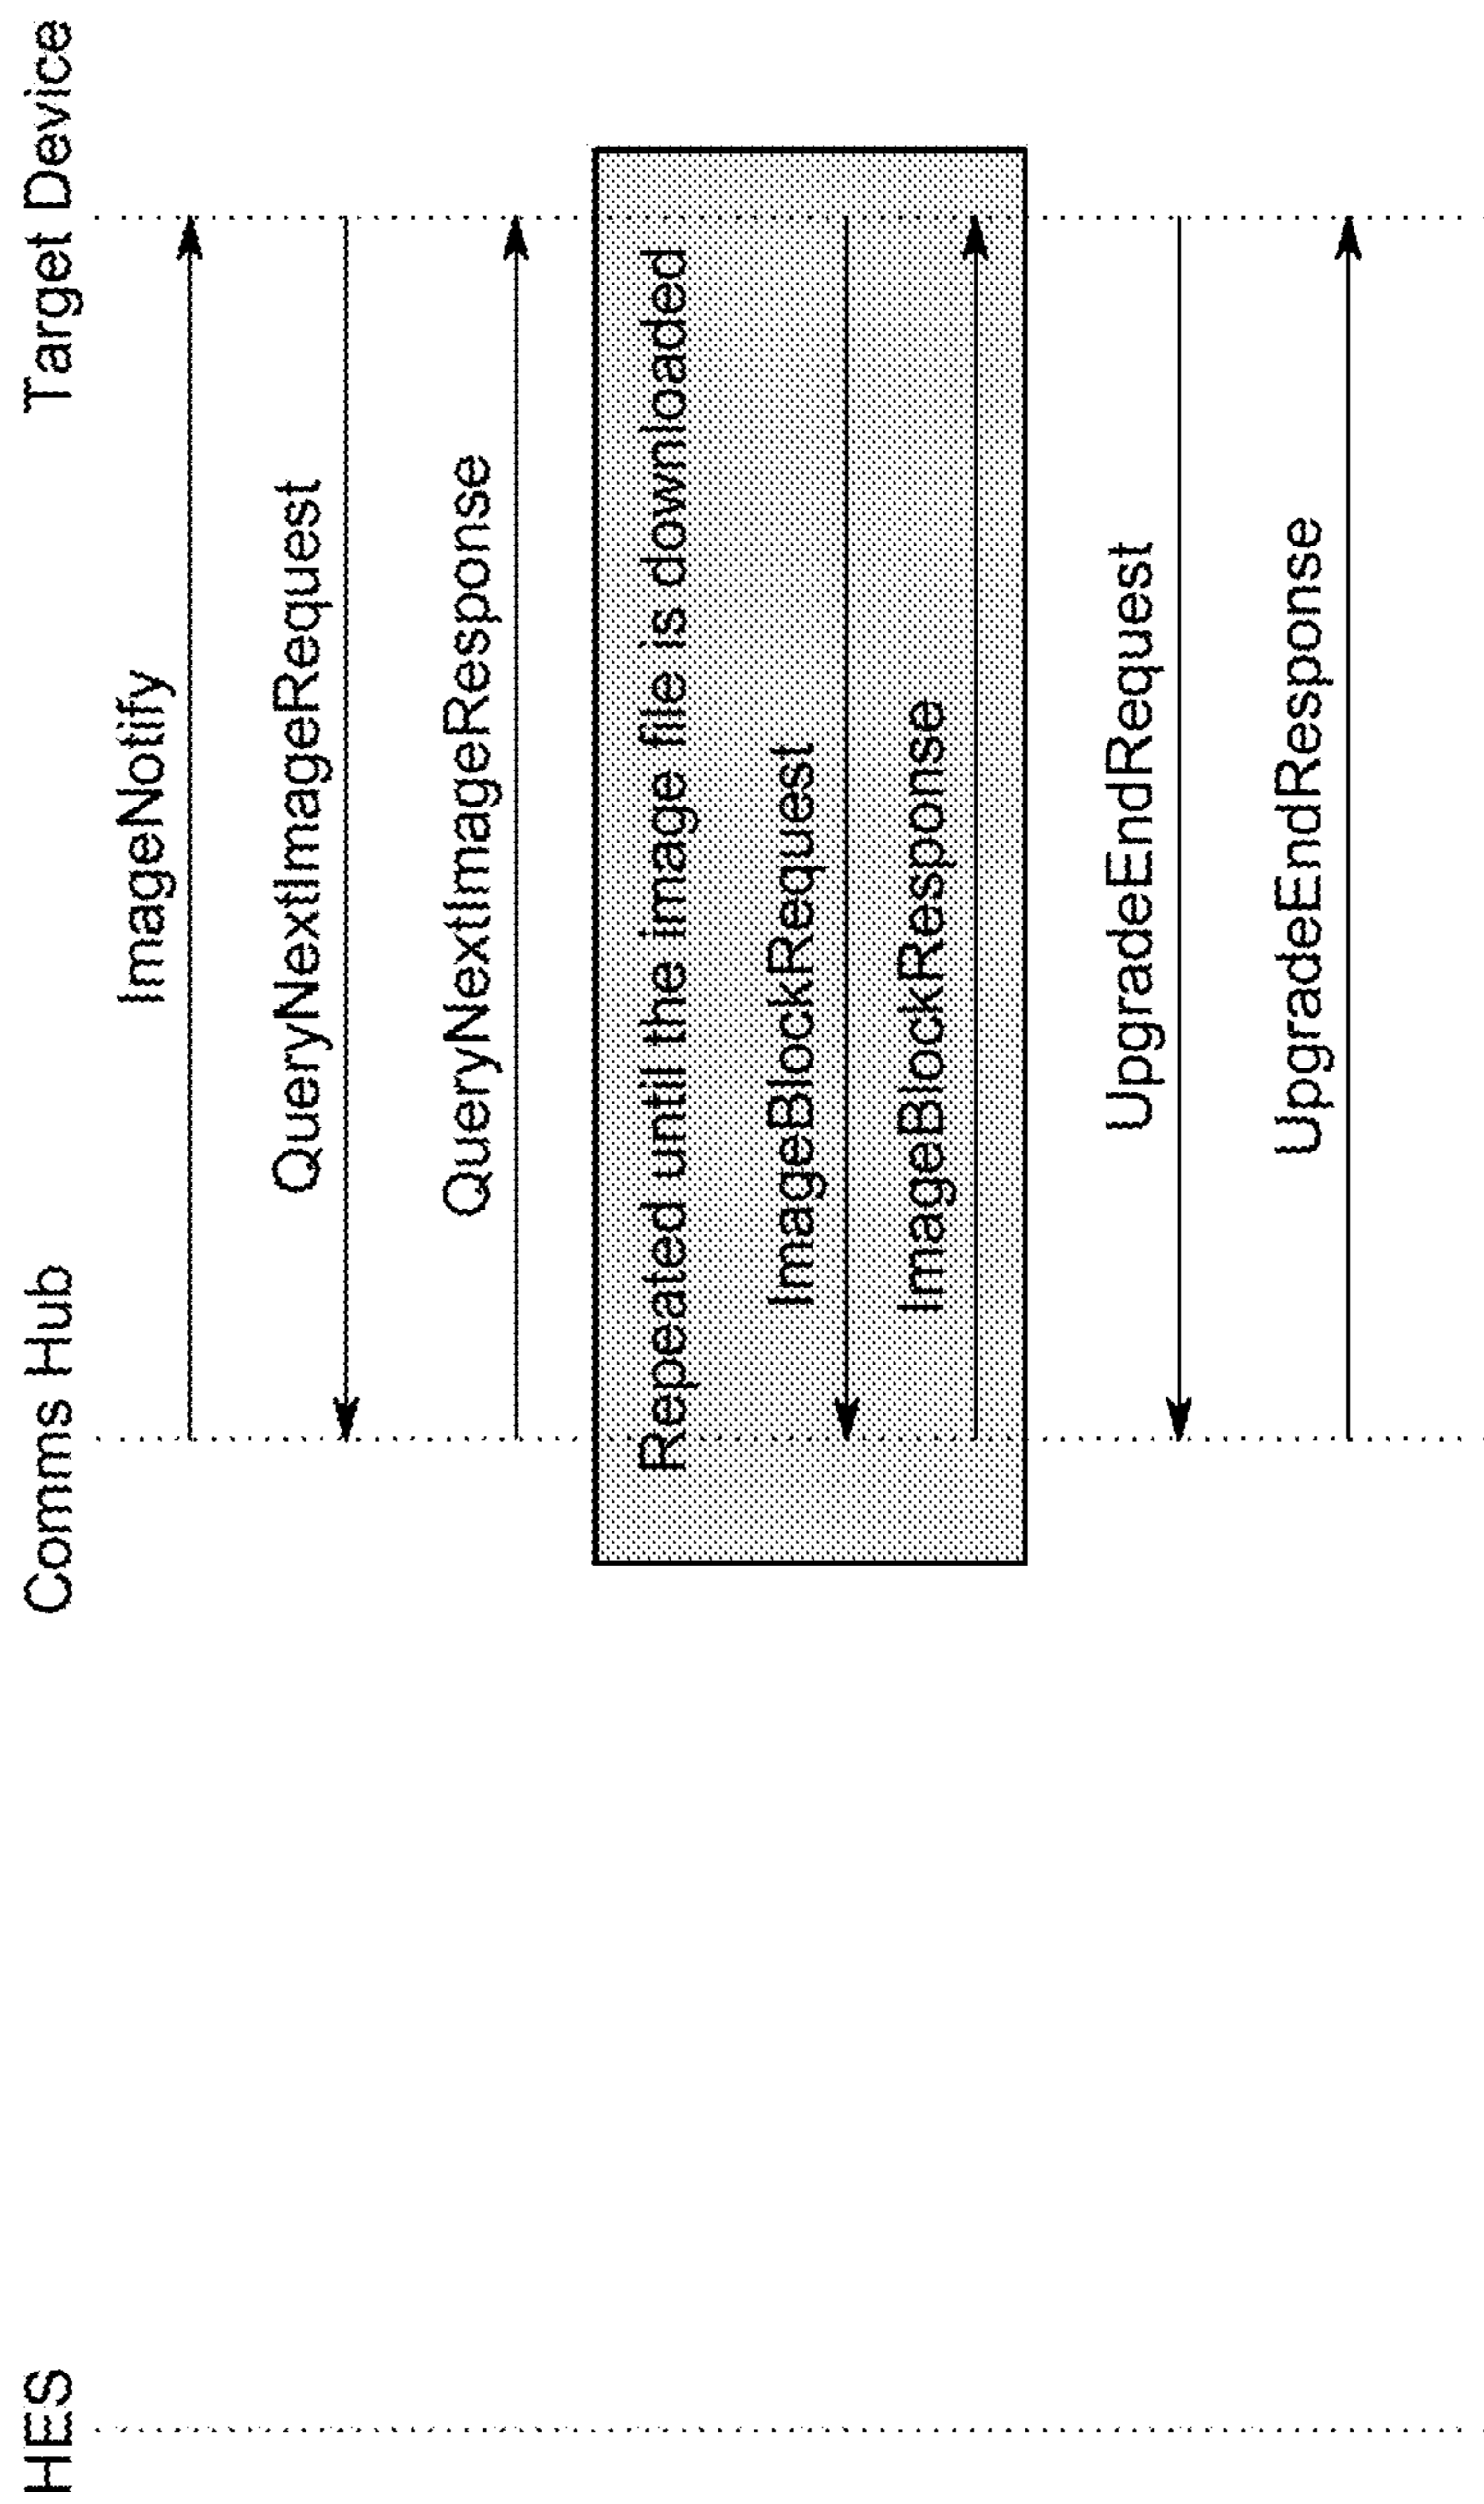 HES
Comms Hub
Target Device
ImageNotify
QueryNextImageRequest
QueryNextImageResponse
Repeated until the image file is downloaded
ImageBlockRequest
ImageBlockResponse
UpgradeEndRequest
UpgradeEndResponse